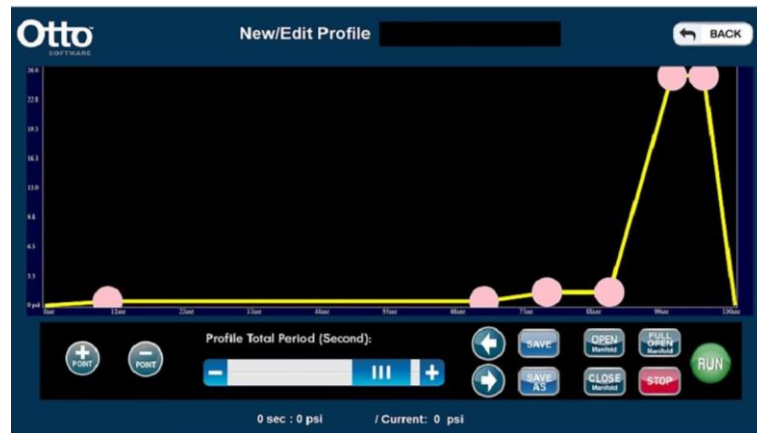 Otto
SOFTWARE
New/Edit Profile
BACK
26.0
22.8
19.5
16.3
13.0
9.8
6.5
3.3
0 psi
0sec 11sec 22sec 33sec 44sec 55sec 66sec 77sec 88sec 99sec
+ POINT
- POINT
Profile Total Period (Second):
- III +
SAVE
OPEN Manifold
FULL OPEN Manifold
SAVE AS
CLOSE Manifold
STOP
RUN
0 sec : 0 psi / Current: 0 psi